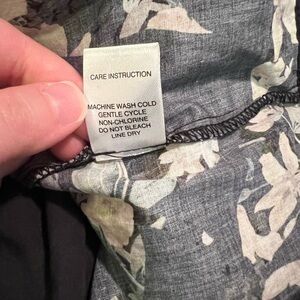 CARE INSTRUCTION
MACHINE WASH COLD
GENTLE CYCLE
NON-CHLORINE
DO NOT BLEACH
LINE DRY